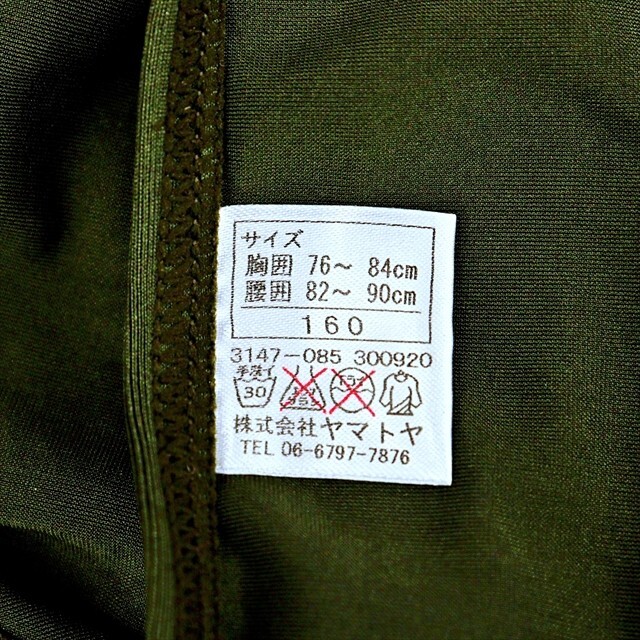 サイズ
胸囲 76～ 84cm
腰囲 82～ 90cm
160
3147-085 300920
手洗イ
30
株式会社ヤマトヤ
TEL 06-6797-7876